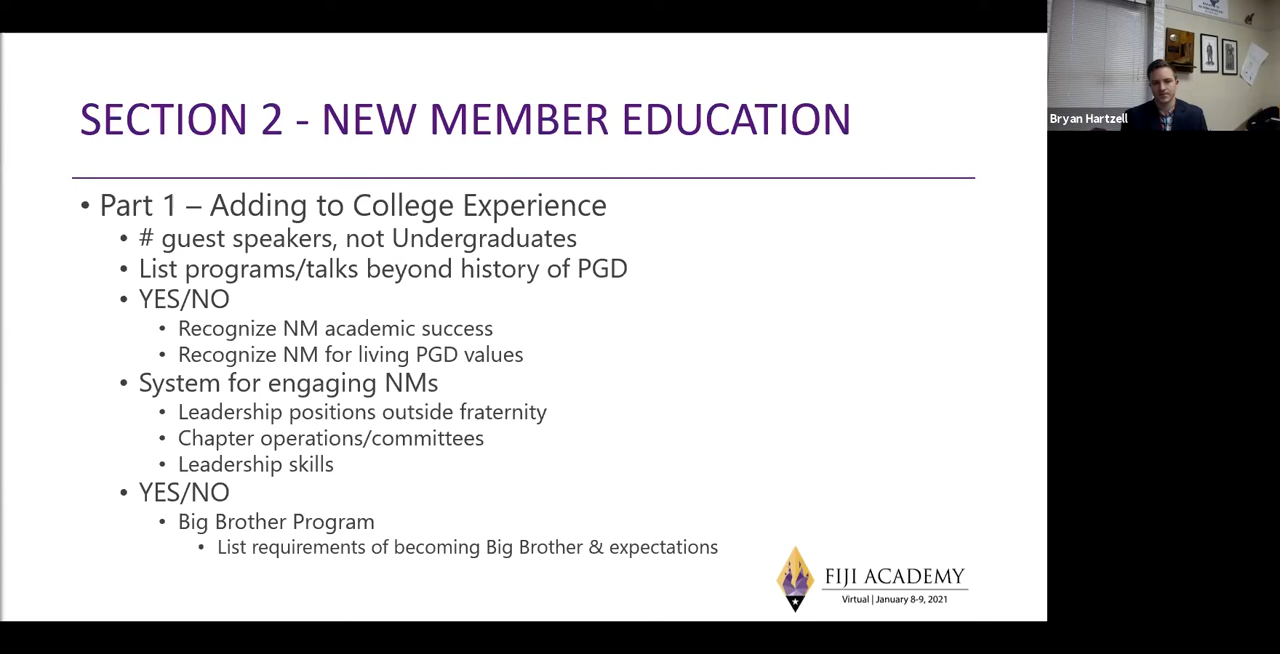 SECTION 2 - NEW MEMBER EDUCATION
• Part 1 – Adding to College Experience
• # guest speakers, not Undergraduates
• List programs/talks beyond history of PGD
• YES/NO
• Recognize NM academic success
• Recognize NM for living PGD values
• System for engaging NMs
• Leadership positions outside fraternity
• Chapter operations/committees
• Leadership skills
• YES/NO
• Big Brother Program
• List requirements of becoming Big Brother & expectations
FIJI ACADEMY
Virtual | January 8-9, 2021
Bryan Hartzell